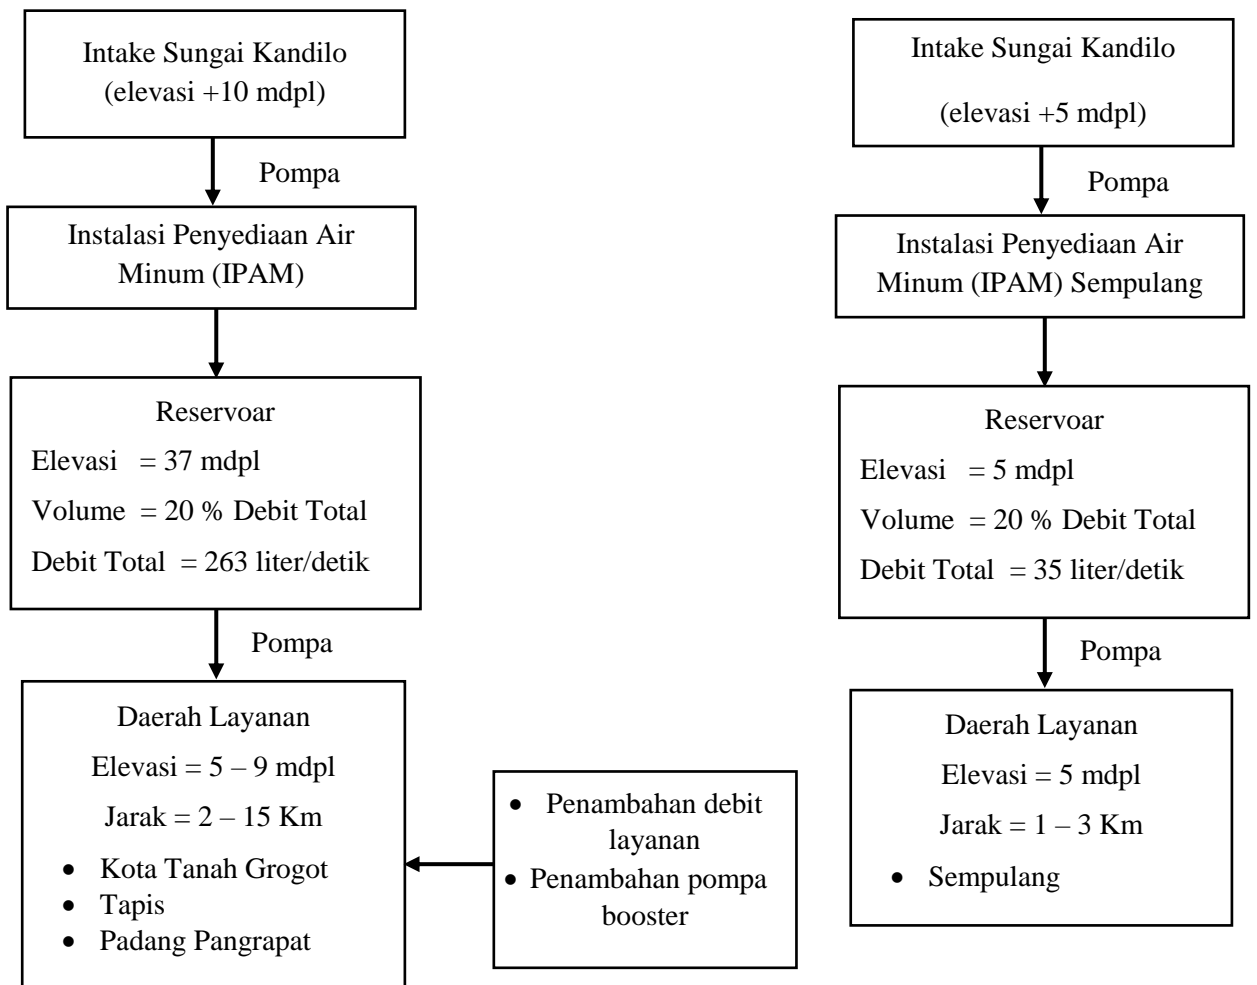 Intake Sungai Kandilo
(elevasi +10 mdpl)
Pompa
Instalasi Penyediaan Air
Minum (IPAM)
Reservoar
Elevasi = 37 mdpl
Volume = 20 % Debit Total
Debit Total = 263 liter/detik
Pompa
Daerah Layanan
Elevasi = 5 – 9 mdpl
Jarak = 2 – 15 Km
• Kota Tanah Grogot
• Tapis
• Padang Pangrapat
• Penambahan debit
layanan
• Penambahan pompa
booster
Intake Sungai Kandilo
(elevasi +5 mdpl)
Pompa
Instalasi Penyediaan Air
Minum (IPAM) Sempulang
Reservoar
Elevasi = 5 mdpl
Volume = 20 % Debit Total
Debit Total = 35 liter/detik
Pompa
Daerah Layanan
Elevasi = 5 mdpl
Jarak = 1 – 3 Km
• Sempulang